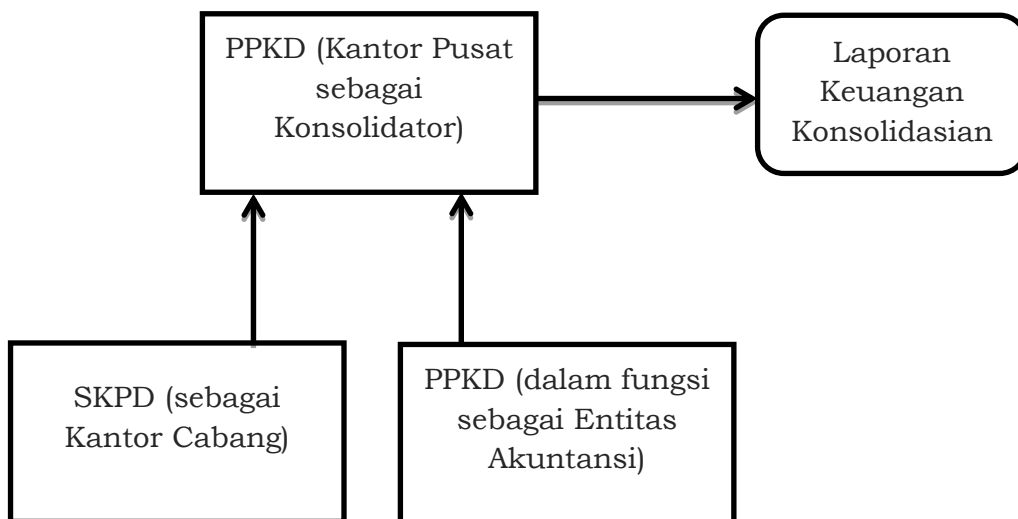 PPKD (Kantor Pusat
sebagai
Konsolidator)
Laporan
Keuangan
Konsolidasian
SKPD (sebagai
Kantor Cabang)
PPKD (dalam fungsi
sebagai Entitas
Akuntansi)